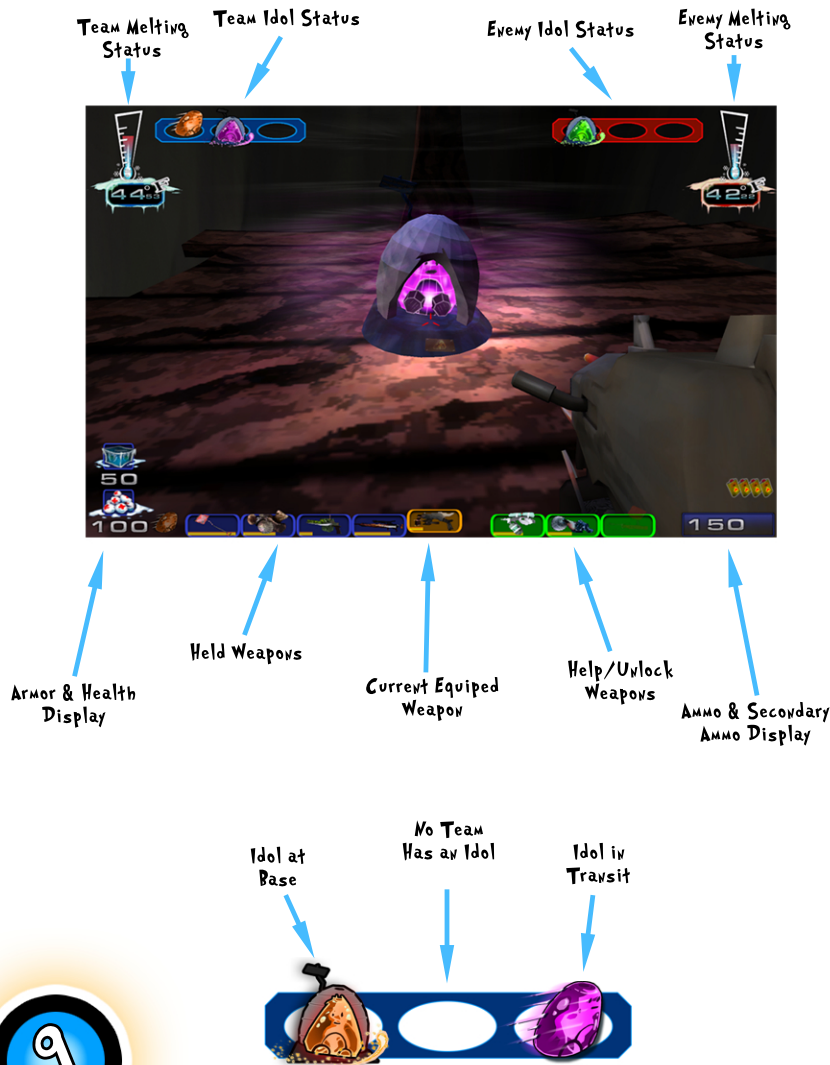 Team Melting
Status
Team Idol Status
Enemy Idol Status
Enemy Melting
Status
44°
42°
50
100
150
Armor & Health
Display
Held Weapons
Current Equiped
Weapon
Help/Unlock
Weapons
Ammo & Secondary
Ammo Display
Idol at
Base
No Team
Has an Idol
Idol in
Transit
9